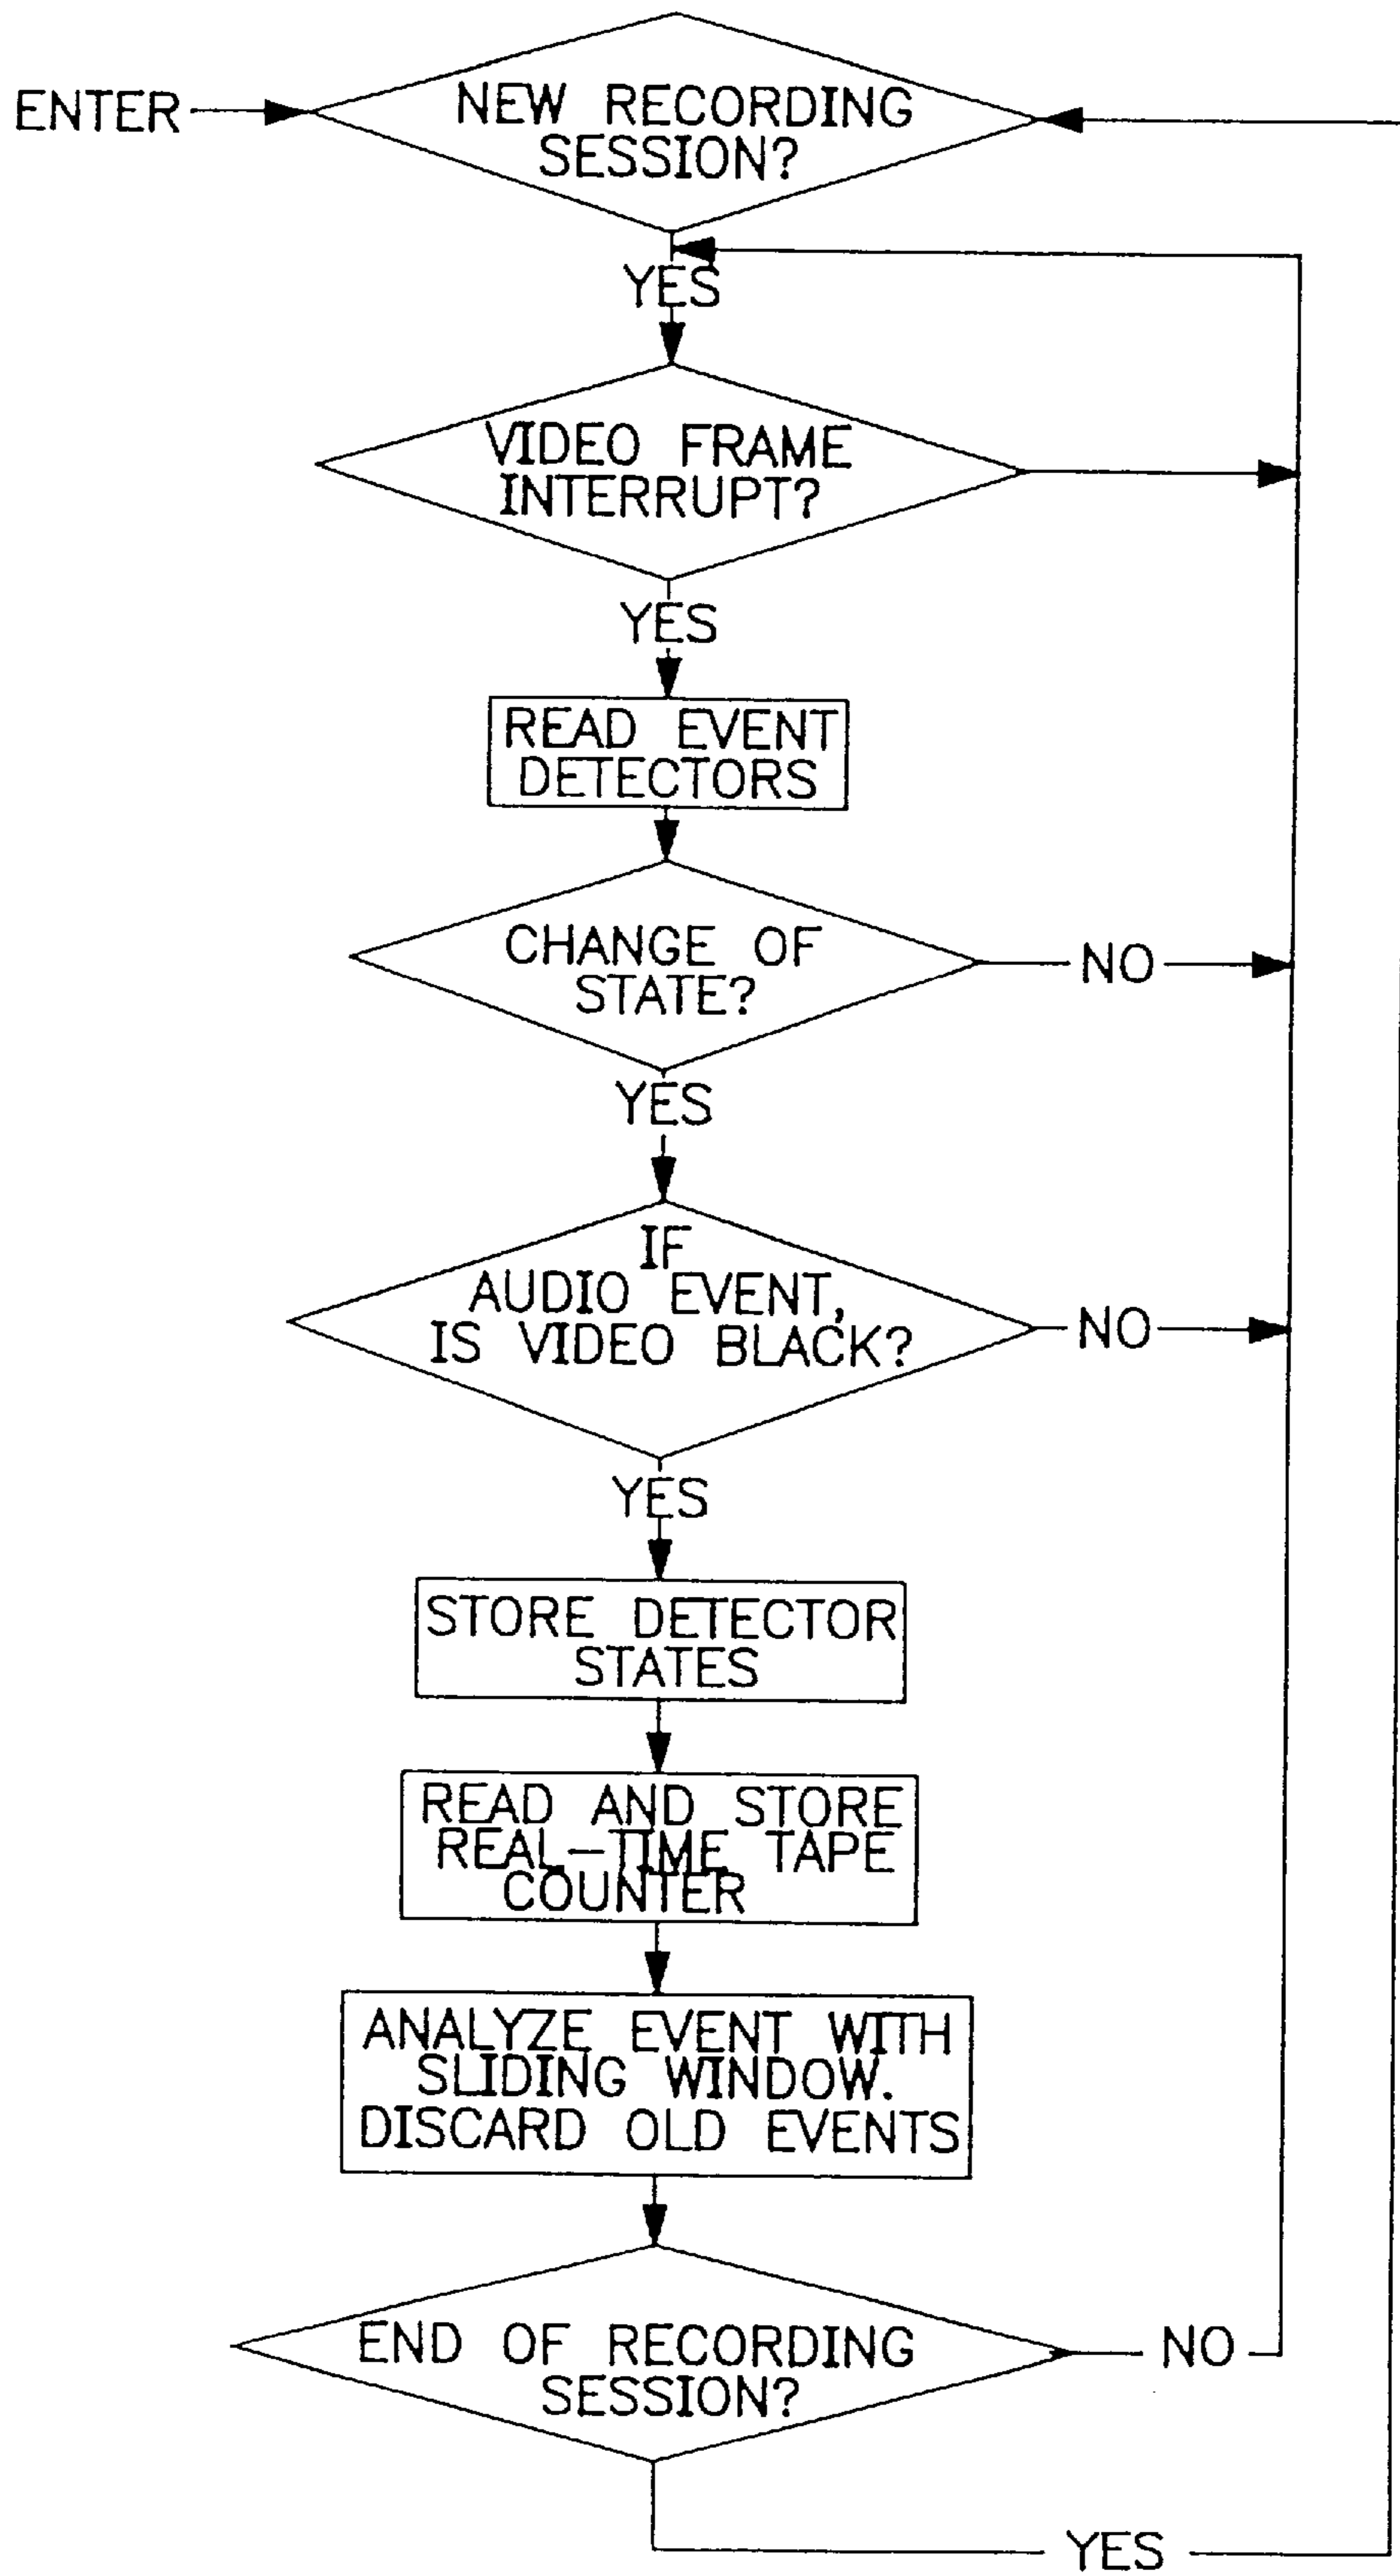 ENTER
NEW RECORDING
SESSION?
YES
VIDEO FRAME
INTERRUPT?
YES
READ EVENT
DETECTORS
CHANGE OF
STATE?
NO
YES
IF
AUDIO EVENT,
IS VIDEO BLACK?
NO
YES
STORE DETECTOR
STATES
READ AND STORE
REAL-TIME TAPE
COUNTER
ANALYZE EVENT WITH
SLIDING WINDOW.
DISCARD OLD EVENTS
END OF RECORDING
SESSION?
NO
YES